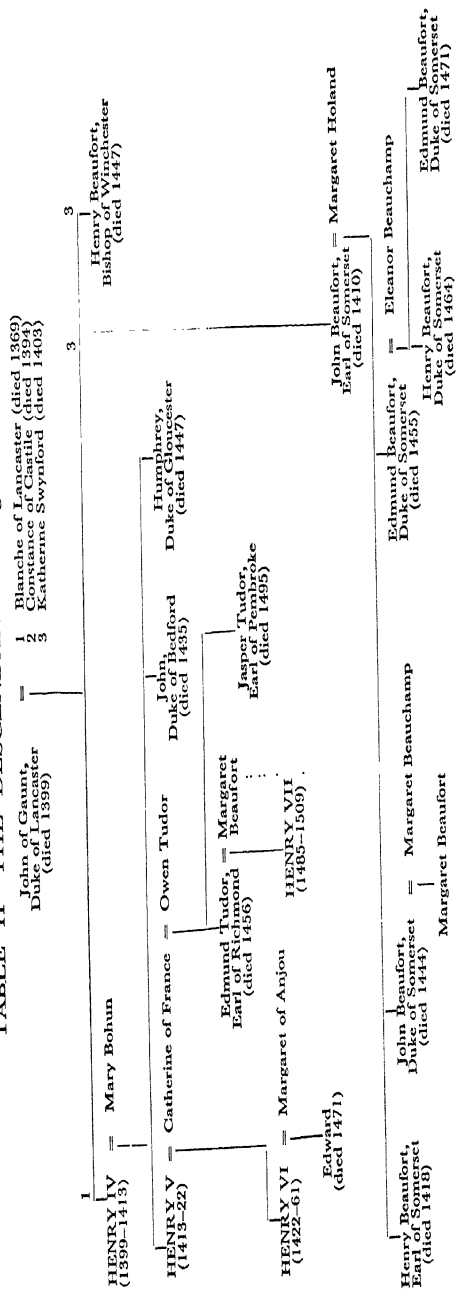 TABLE II THE
John of Gaunt,
Duke of Lancaster
(died 1399)
=
1 Blanche of Lancaster (died 1369)
2 Constance of Castile (died 1394)
3 Katherine Swynford (died 1403)
1
3
3
HENRY IV = Mary Bohun
(1399–1413)
Henry Beaufort,
Bishop of Winchester
(died 1447)
HENRY V = Catherine of France = Owen Tudor
(1413–22)
John,
Duke of Bedford
(died 1435)
Humphrey,
Duke of Gloucester
(died 1447)
Edmund Tudor, = Margaret
Earl of Richmond Beaufort
(died 1456)
Jasper Tudor,
Earl of Pembroke
(died 1495)
HENRY VI = Margaret of Anjou
(1422–61)
HENRY VII
(1485–1509)
Edward
(died 1471)
John Beaufort, = Margaret Holand
Earl of Somerset
(died 1410)
Henry Beaufort,
Earl of Somerset
(died 1418)
John Beaufort = Margaret Beauchamp
Duke of Somerset
(died 1444)
Margaret Beaufort
Edmund Beaufort, = Eleanor Beauchamp
Duke of Somerset
(died 1455)
Henry Beaufort,
Duke of Somerset
(died 1464)
Edmund Beaufort,
Duke of Somerset
(died 1471)